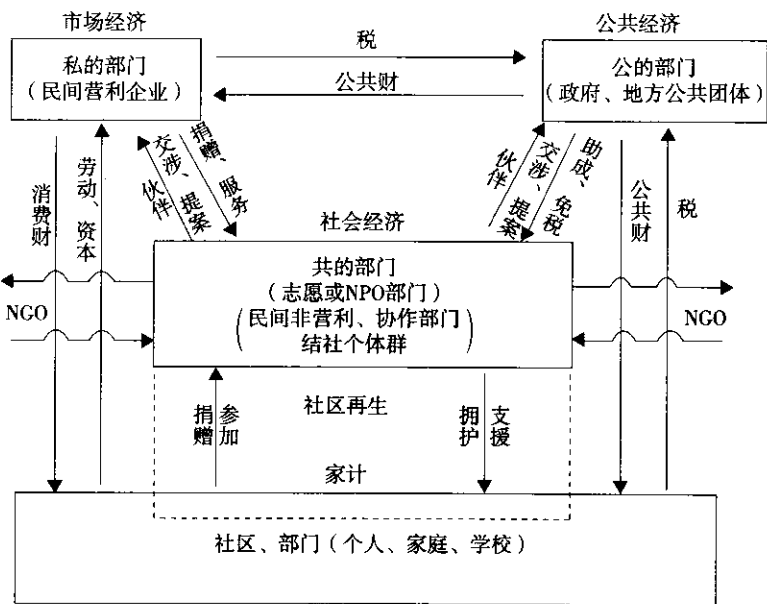 市场经济
公共经济
私的部门
（民间营利企业）
税
公共财
公的部门
（政府、地方公共团体）
捐赠、服务
交涉、提案
伙伴
伙伴
交涉、提案
助成、免税
消费财
劳动、资本
公共财
税
社会经济
共的部门
（志愿或NPO部门）
（民间非营利、协作部门
结社个体群）
NGO
NGO
捐赠
参加
社区再生
拥护
支援
家计
社区、部门（个人、家庭、学校）